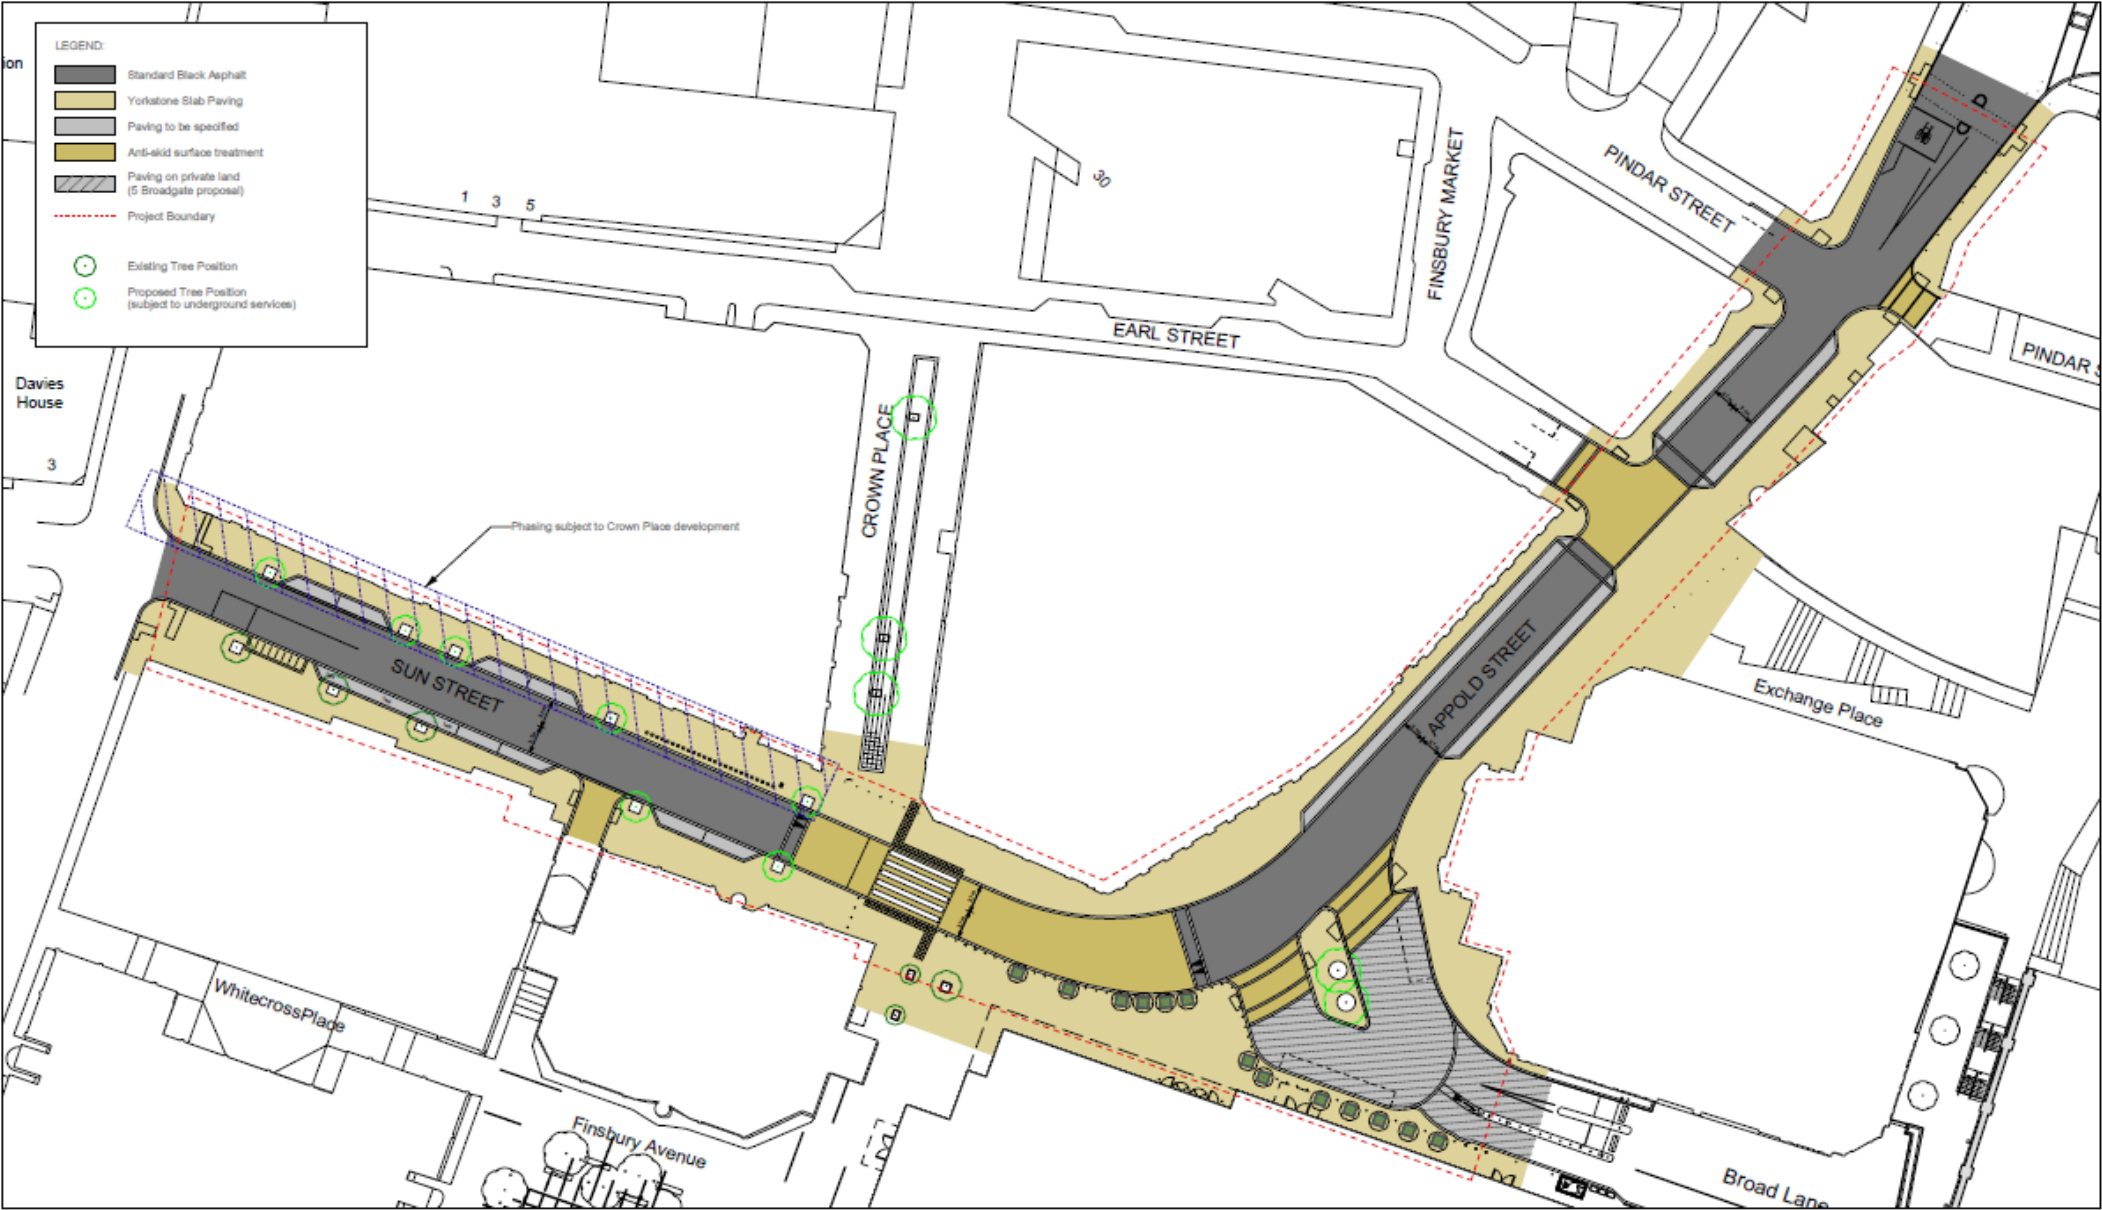 LEGEND:
Standard Black Asphalt
Yorkstone Slab Paving
Paving to be specified
Anti-skid surface treatment
Paving on private land
(5 Broadgate proposal)
Project Boundary
Existing Tree Position
Proposed Tree Position
(subject to underground services)
ion
Davies
House
3
1 3 5
30
FINSBURY MARKET
PINDAR STREET
EARL STREET
PINDAR S
CROWN PLACE
Phasing subject to Crown Place development
SUN STREET
APPOLD STREET
Exchange Place
WhitecrossPlace
Finsbury Avenue
Broad Lane